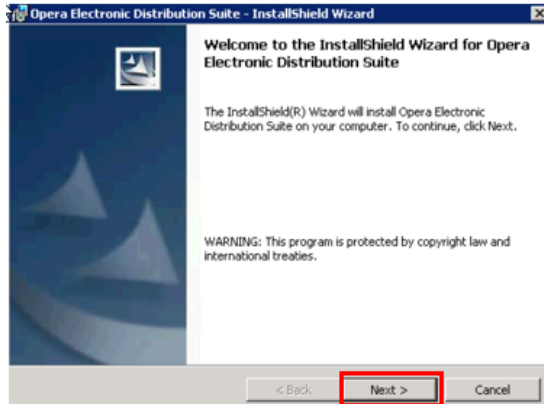 Opera Electronic Distribution Suite - InstallShield Wizard
Welcome to the InstallShield Wizard for Opera
Electronic Distribution Suite
The InstallShield(R) Wizard will install Opera Electronic
Distribution Suite on your computer. To continue, click Next.
WARNING: This program is protected by copyright law and
international treaties.
< Back Next > Cancel